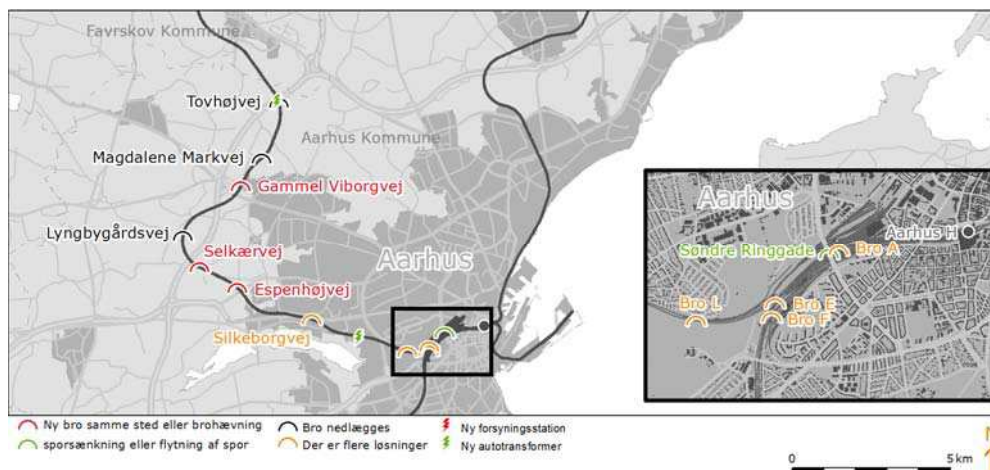 Favrskov Kommune
Tovhøjvej
Aarhus Kommune
Magdalene Markvej
Gammel Viborgvej
Lyngbygårdsvej
Selkærvej
Aarhus
Espenhøjvej
Silkeborgvej
Aarhus
Aarhus H
Søndre Ringgade
Bro A
Bro L
Bro E
Bro F
Ny bro samme sted eller brohævning
Bro nedlægges
Ny forsyningsstation
sporsænkning eller flytning af spor
Der er flere løsninger
Ny autotransformer
0 5 km